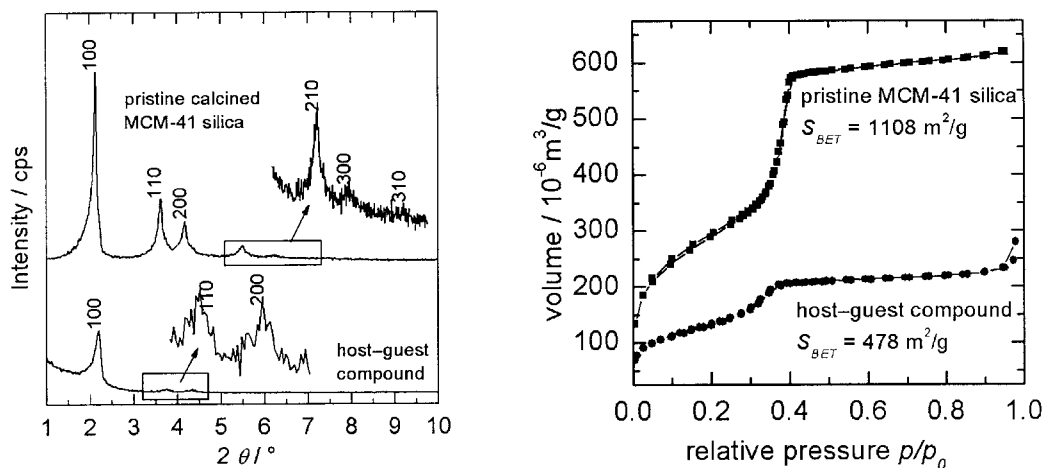 100
110
200
210
300
310
pristine calcined
MCM-41 silica
100
110
200
host–guest
compound
Intensity / cps
1 2 3 4 5 6 7 8 9 10
2 θ / °
600
500
400
300
200
100
volume / 10⁻⁶m³/g
pristine MCM-41 silica
S_BET = 1108 m²/g
host–guest compound
S_BET = 478 m²/g
0.0 0.2 0.4 0.6 0.8 1.0
relative pressure p/p₀